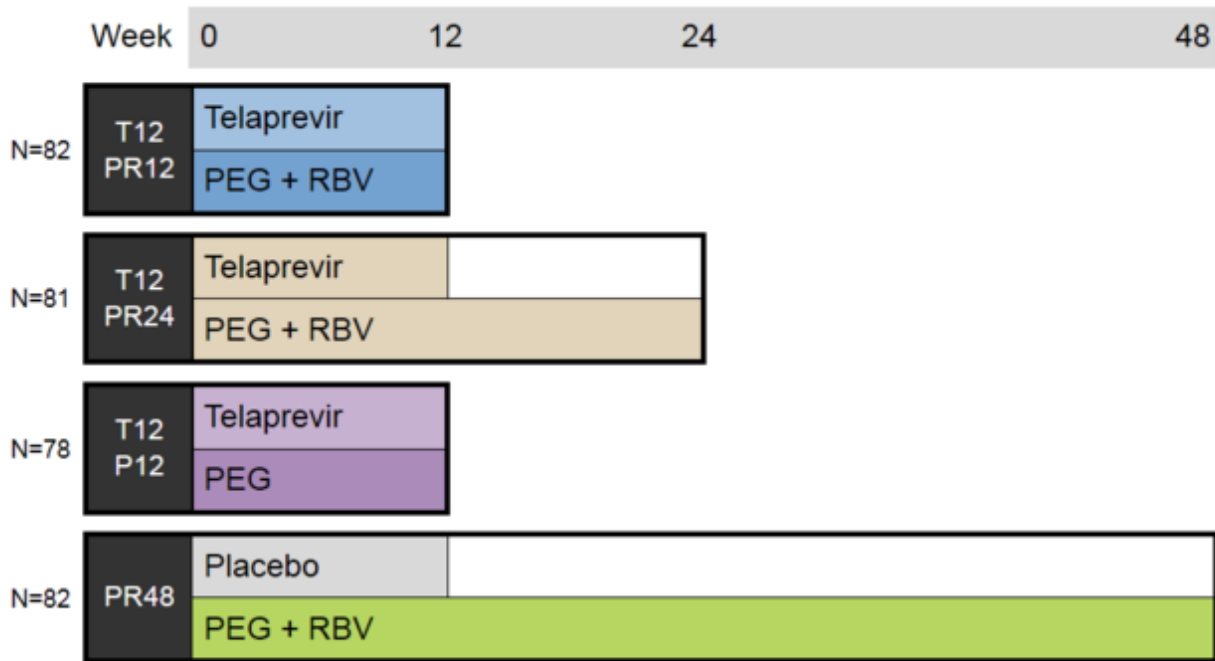 Week 0 12 24 48
N=82
T12
PR12
Telaprevir
PEG + RBV
N=81
T12
PR24
Telaprevir
PEG + RBV
N=78
T12
P12
Telaprevir
PEG
N=82
PR48
Placebo
PEG + RBV